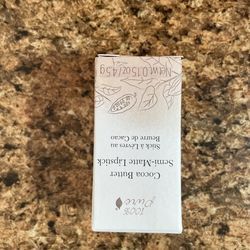 100%
Pure
Cocoa Butter
Semi-Matte Lipstick
Stick à Lèvres au
Beurre de Cacao
Net wt. 0.15oz/4.5g